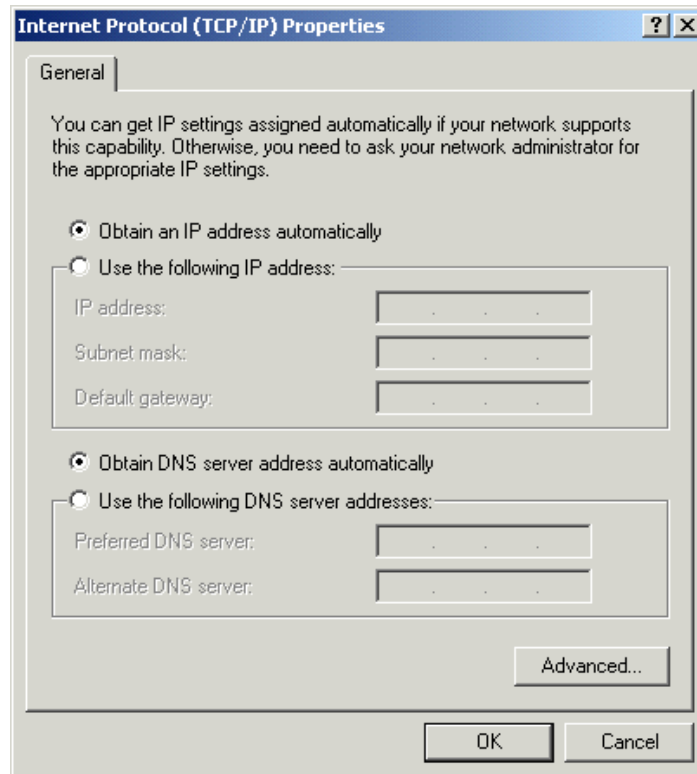 Internet Protocol (TCP/IP) Properties
General
You can get IP settings assigned automatically if your network supports
this capability. Otherwise, you need to ask your network administrator for
the appropriate IP settings.
Obtain an IP address automatically
Use the following IP address:
IP address:
Subnet mask:
Default gateway:
Obtain DNS server address automatically
Use the following DNS server addresses:
Preferred DNS server:
Alternate DNS server:
Advanced...
OK Cancel